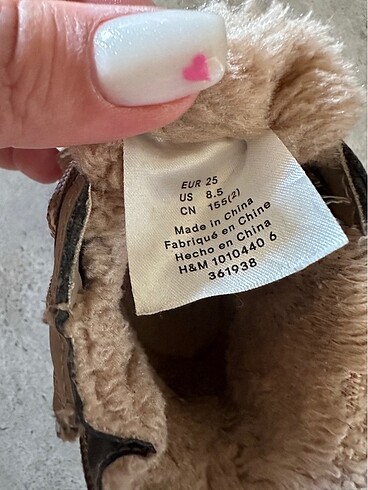 EUR 25
US 8.5
CN 155(2)
Made in China
Fabriqué en Chine
Hecho en China
H&M 1010440 6
361938